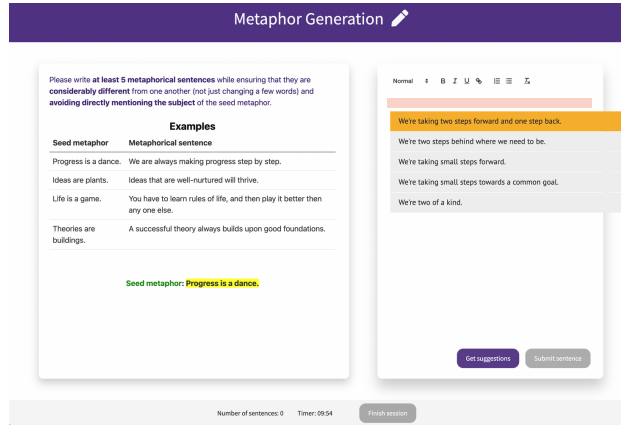 Metaphor Generation
Please write at least 5 metaphorical sentences while ensuring that they are
considerably different from one another (not just changing a few words) and
avoiding directly mentioning the subject of the seed metaphor.
Examples
Seed metaphor Metaphorical sentence
Progress is a dance. We are always making progress step by step.
Ideas are plants. Ideas that are well-nurtured will thrive.
Life is a game. You have to learn rules of life, and then play it better then
any one else.
Theories are A successful theory always builds upon good foundations.
buildings.
Seed metaphor: Progress is a dance.
Normal B I U
We're taking two steps forward and one step back.
We're two steps behind where we need to be.
We're taking small steps forward.
We're taking small steps towards a common goal.
We're two of a kind.
Get suggestions Submit sentence
Number of sentences: 0 Timer: 09:54 Finish session